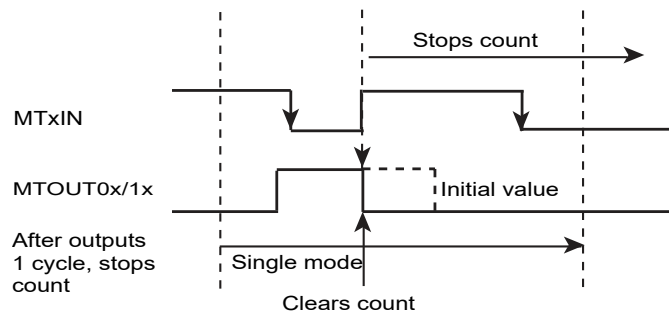 Stops count
MTxIN
MTOUT0x/1x
Initial value
After outputs
1 cycle, stops
count
Single mode
Clears count